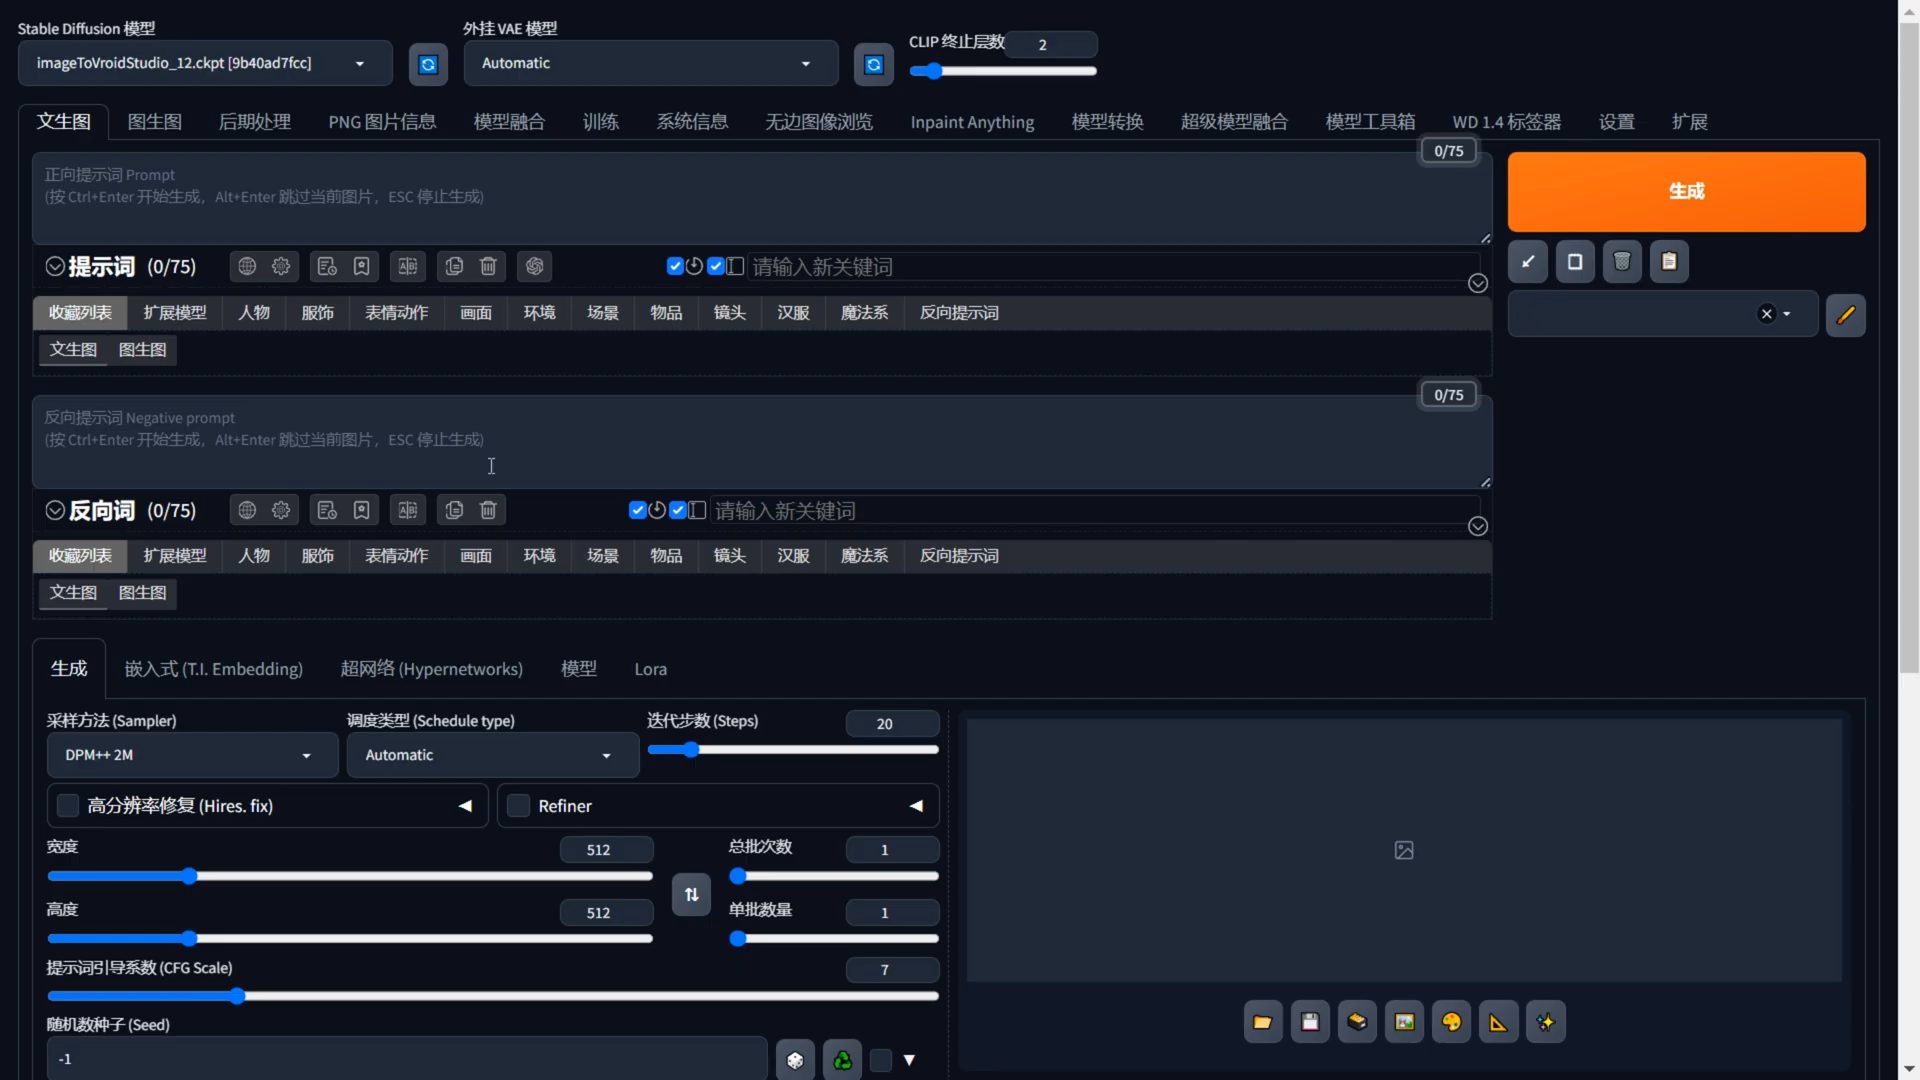 Stable Diffusion 模型
外挂 VAE 模型
CLIP 终止层数
2
imageToVroidStudio_12.ckpt [9b40ad7fcc]
Automatic
文生图 图生图 后期处理 PNG 图片信息 模型融合 训练 系统信息 无边图像浏览 Inpaint Anything 模型转换 超级模型融合 模型工具箱 WD 1.4 标签器 设置 扩展
0/75
正向提示词 Prompt
(按 Ctrl+Enter 开始生成，Alt+Enter 跳过当前图片，ESC 停止生成)
生成
提示词 (0/75)
请输入新关键词
收藏列表 扩展模型 人物 服饰 表情动作 画面 环境 场景 物品 镜头 汉服 魔法系 反向提示词
文生图 图生图
0/75
反向提示词 Negative prompt
(按 Ctrl+Enter 开始生成，Alt+Enter 跳过当前图片，ESC 停止生成)
反向词 (0/75)
请输入新关键词
收藏列表 扩展模型 人物 服饰 表情动作 画面 环境 场景 物品 镜头 汉服 魔法系 反向提示词
文生图 图生图
生成 嵌入式 (T.I. Embedding) 超网络 (Hypernetworks) 模型 Lora
采样方法 (Sampler)
调度类型 (Schedule type)
迭代步数 (Steps)
20
DPM++ 2M
Automatic
高分辨率修复 (Hires. fix)
Refiner
宽度
512
总批次数
1
高度
512
单批数量
1
提示词引导系数 (CFG Scale)
7
随机数种子 (Seed)
-1